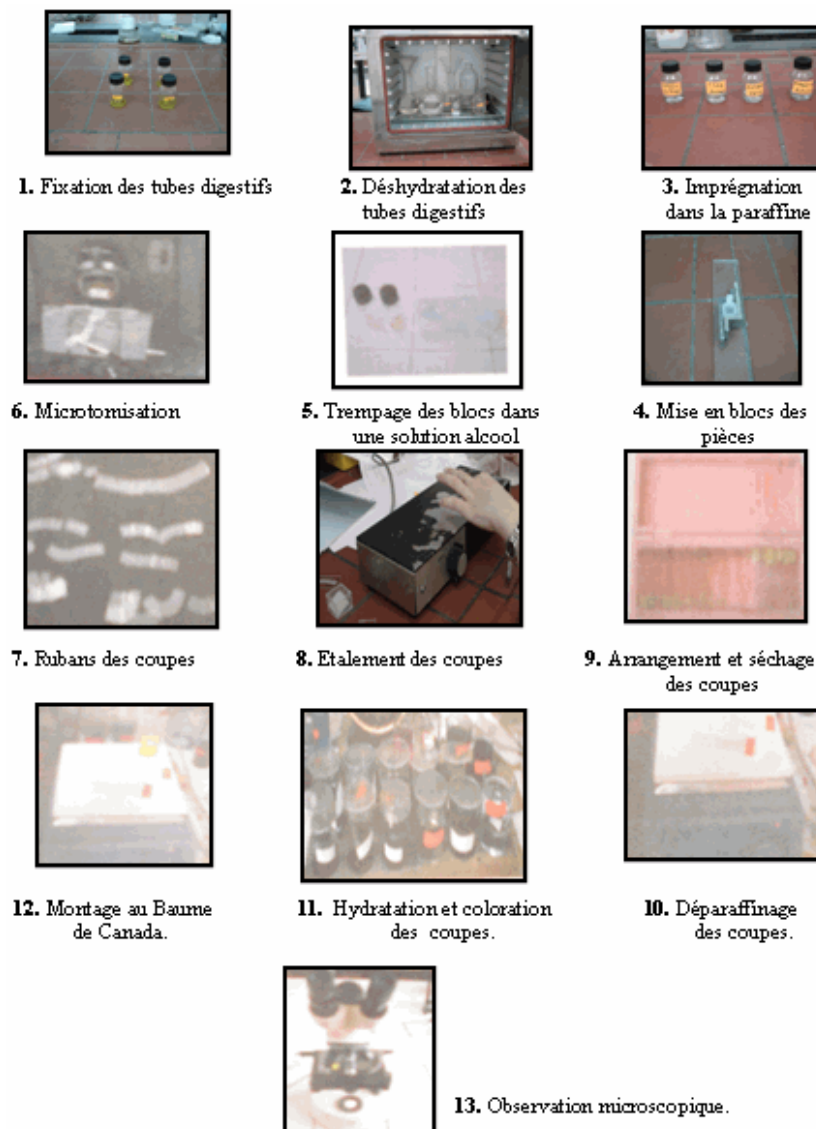 1. Fixation des tubes digestifs
2. Déshydratation des
tubes digestifs
3. Imprégnation
dans la paraffine
6. Microtomisation
5. Trempage des blocs dans
une solution alcool
4. Mise en blocs des
pièces
7. Rubans des coupes
8. Etalement des coupes
9. Arrangement et séchage
des coupes
12. Montage au Baume
de Canada.
11. Hydratation et coloration
des coupes.
10. Déparaffinage
des coupes.
13. Observation microscopique.